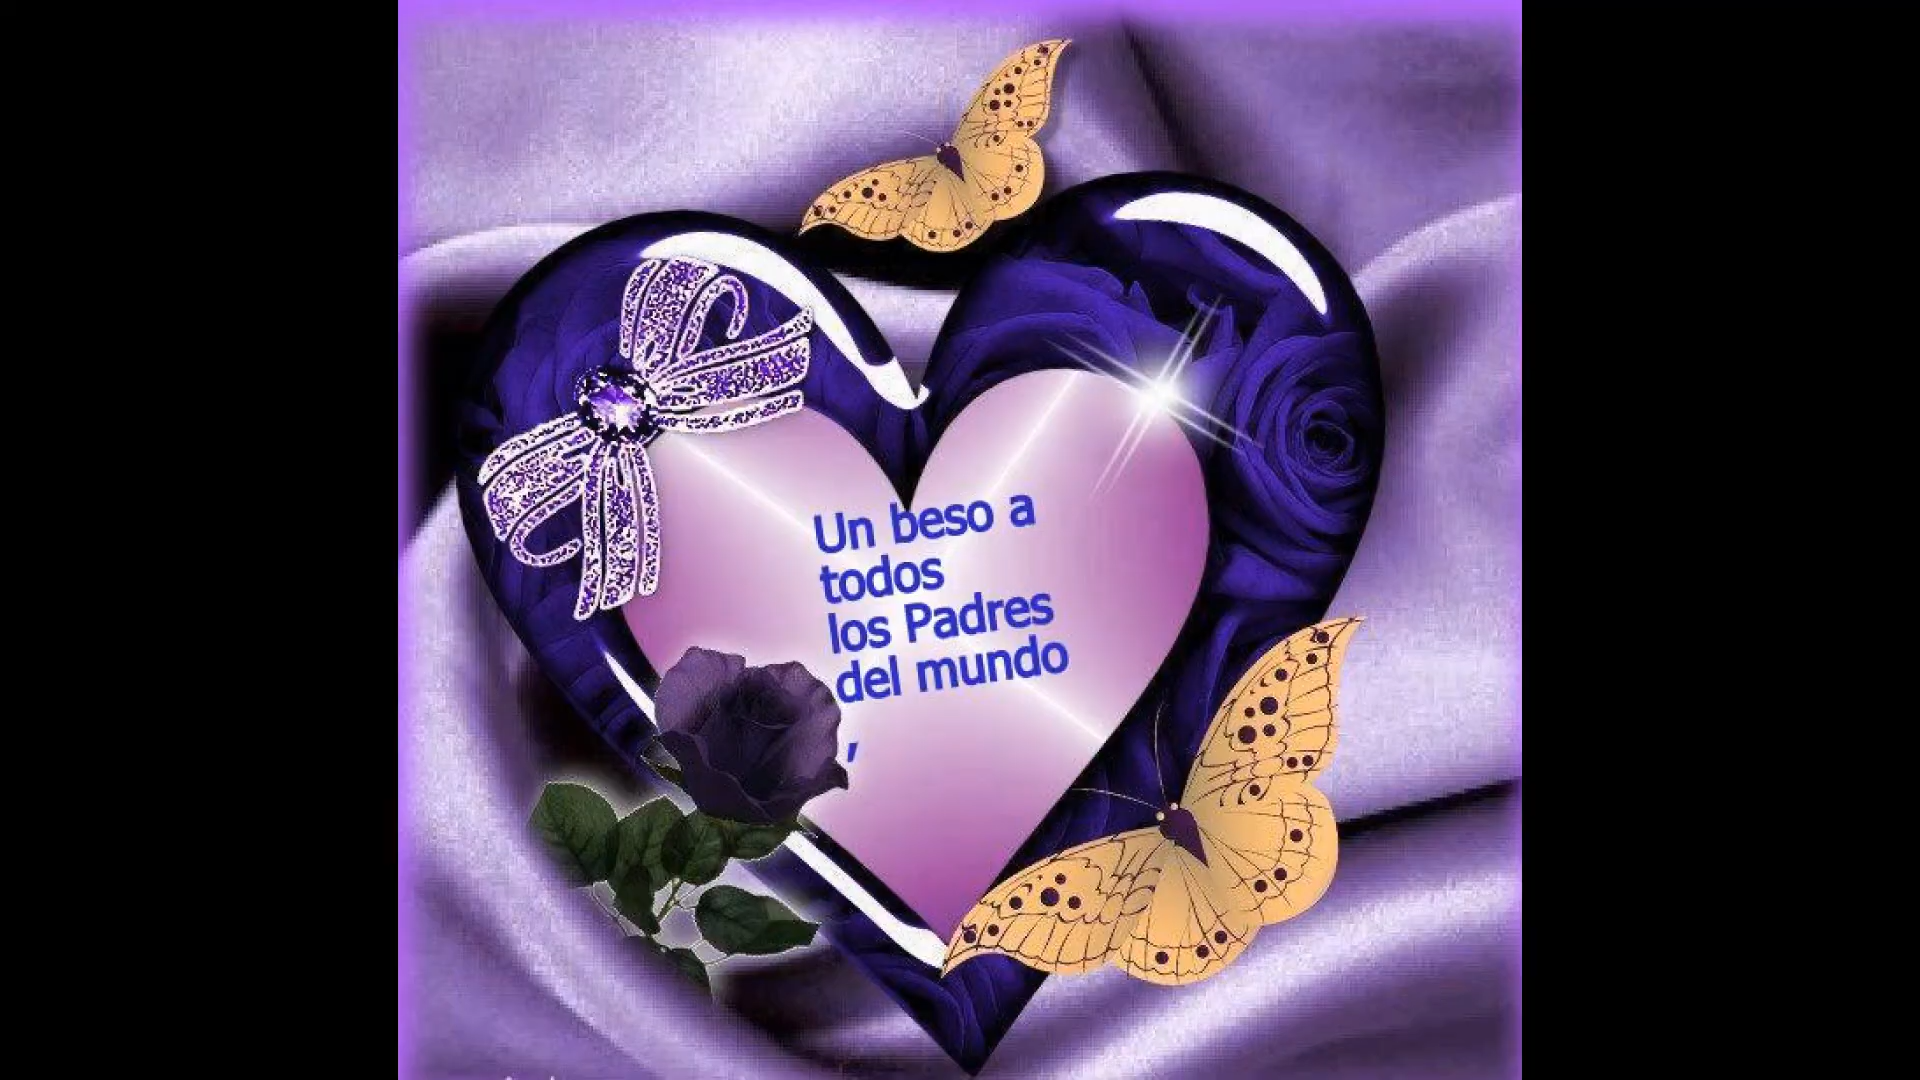 Un beso a
todos
los Padres
del mundo
,